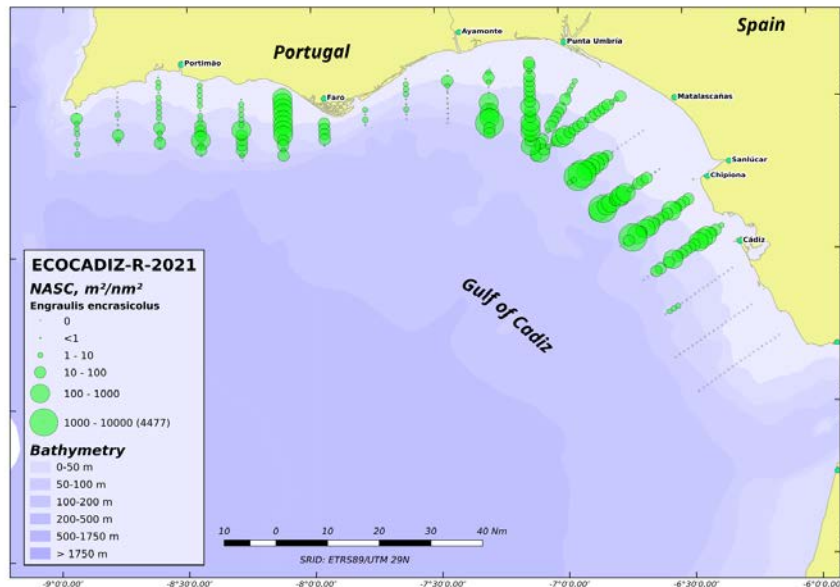 Portugal
Spain
Ayamonte
Punta Umbría
Portimão
Faro
Matalascañas
Sanlúcar
Chipiona
Cádiz
Gulf of Cadiz
ECOCADIZ-R-2021
NASC, m²/nm²
Engraulis encrasicolus
0
<1
1 - 10
10 - 100
100 - 1000
1000 - 10000 (4477)
Bathymetry
0-50 m
50-100 m
100-200 m
200-500 m
500-1750 m
> 1750 m
10 0 10 20 30 40 Nm
SRID: ETRS89/UTM 29N
-9°0'0.00" -8°30'0.00" -8°0'0.00" -7°30'0.00" -7°0'0.00" -6°30'0.00" -6°0'0.00"